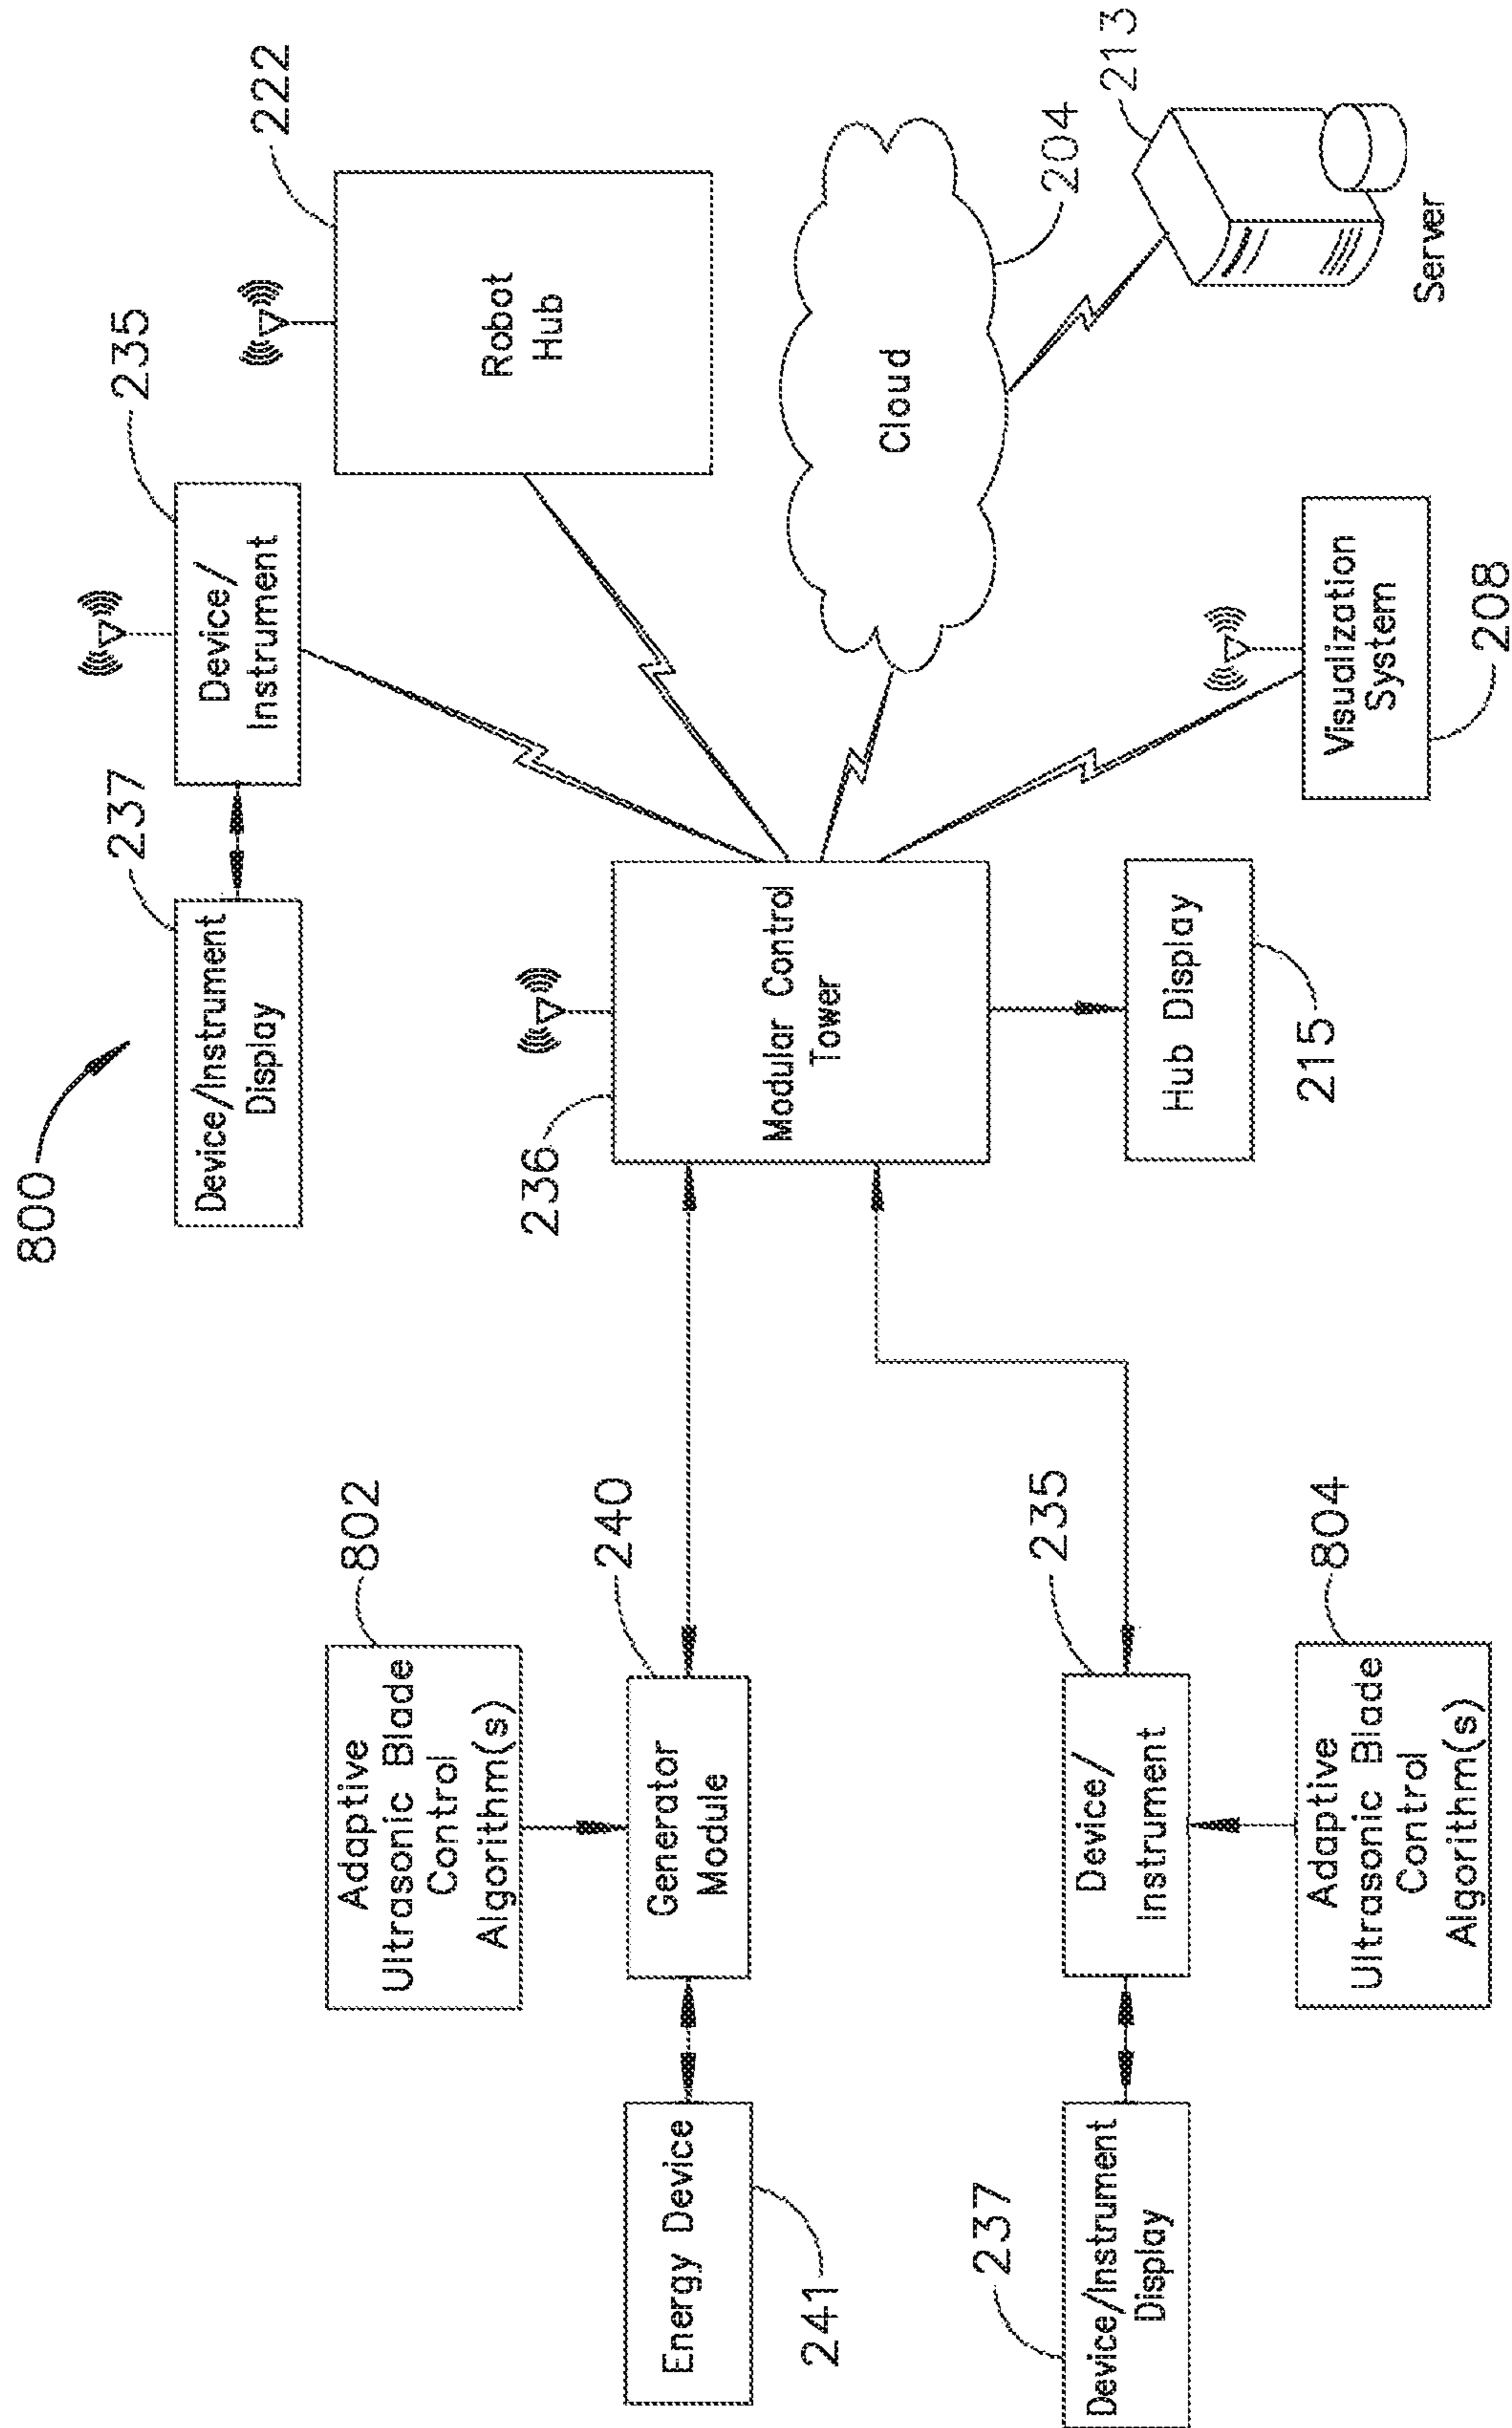 800
237
Device/Instrument
Display
235
Device/
Instrument
222
Robot
Hub
802
Adaptive
Ultrasonic Blade
Control
Algorithm(s)
236
Modular Control
Tower
Cloud
204
241
Energy Device
240
Generator
Module
215
Hub Display
208
Visualization
System
213
Server
237
Device/Instrument
Display
235
Device/
Instrument
804
Adaptive
Ultrasonic Blade
Control
Algorithm(s)